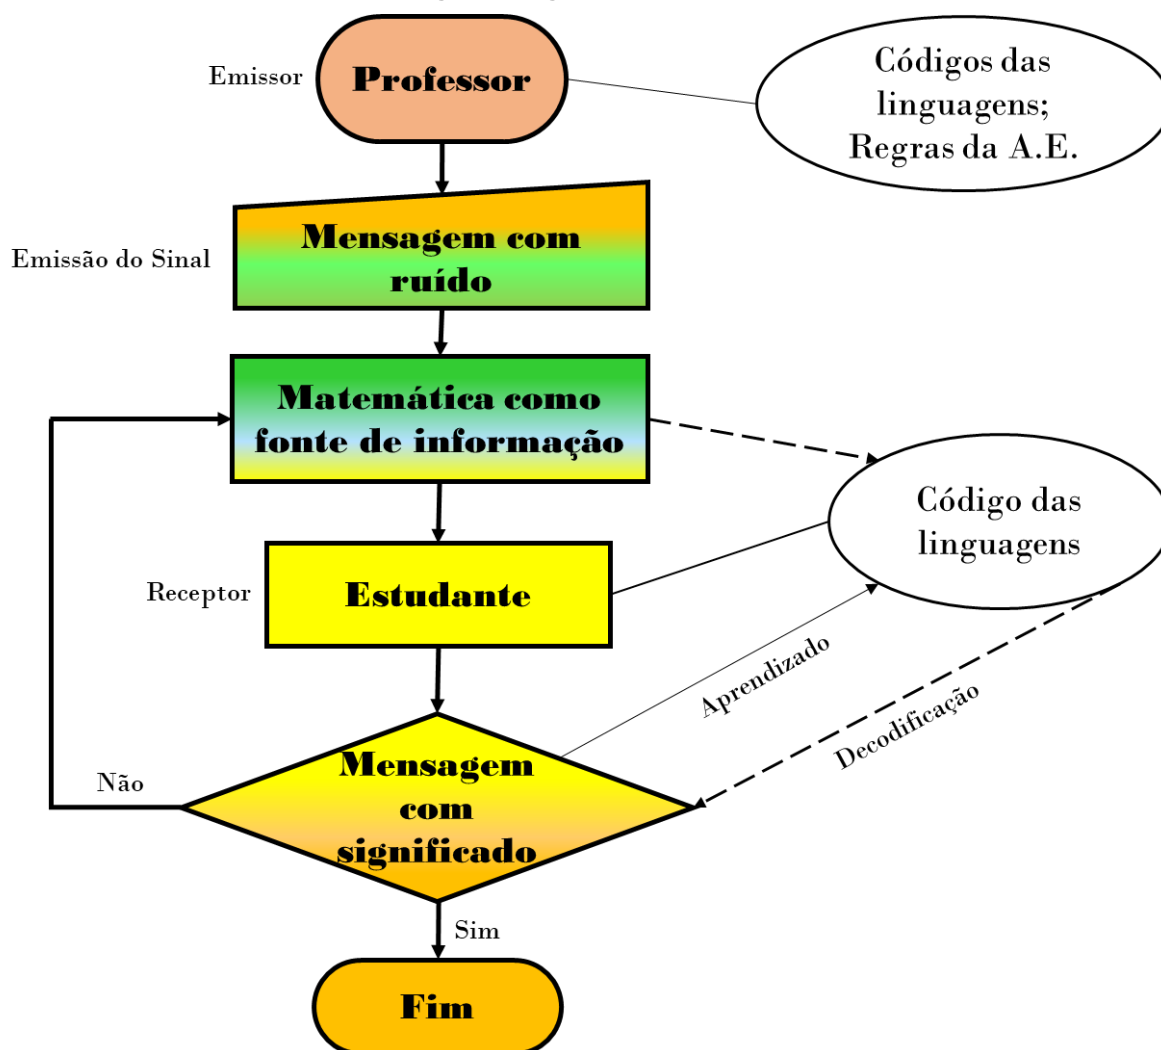 Emissor
Professor
Códigos das
linguagens;
Regras da A.E.
Emissão do Sinal
Mensagem com
ruído
Matemática como
fonte de informação
Código das
linguagens
Receptor
Estudante
Aprendizado
Decodificação
Não
Mensagem
com
significado
Sim
Fim